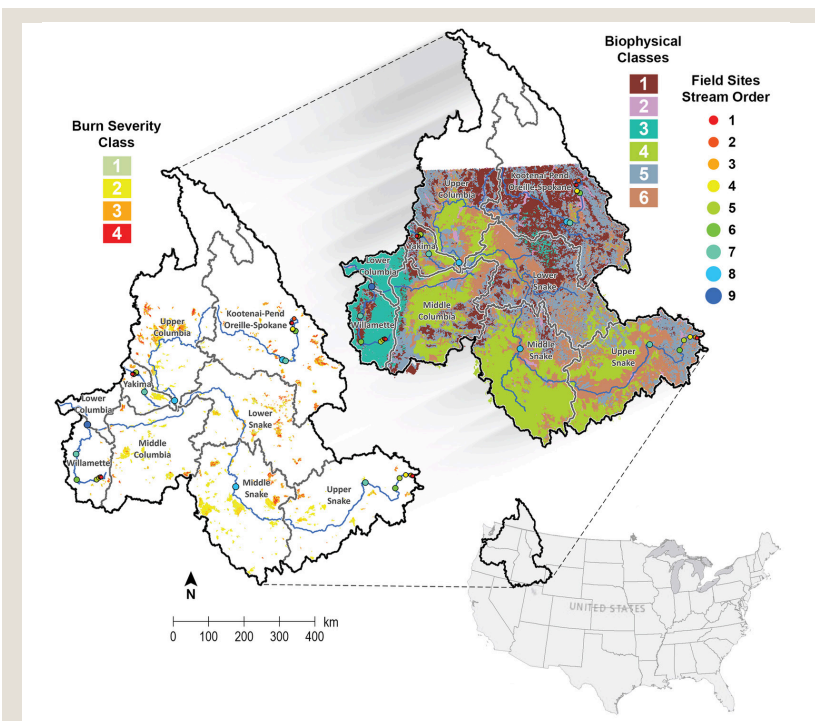 Biophysical
Classes
1
2
3
4
5
6
Field Sites
Stream Order
1
2
3
4
5
6
7
8
9
Burn Severity
Class
1
2
3
4
Upper
Columbia
Kootenai-Pend
Oreille-Spokane
Yakima
Lower
Columbia
Willamette
Middle
Columbia
Lower
Snake
Middle
Snake
Upper
Snake
Upper
Columbia
Kootenai-Pend
Oreille-Spokane
Yakima
Lower
Columbia
Willamette
Middle
Columbia
Lower
Snake
Middle
Snake
Upper
Snake
N
km
0 100 200 300 400
UNITED STATES